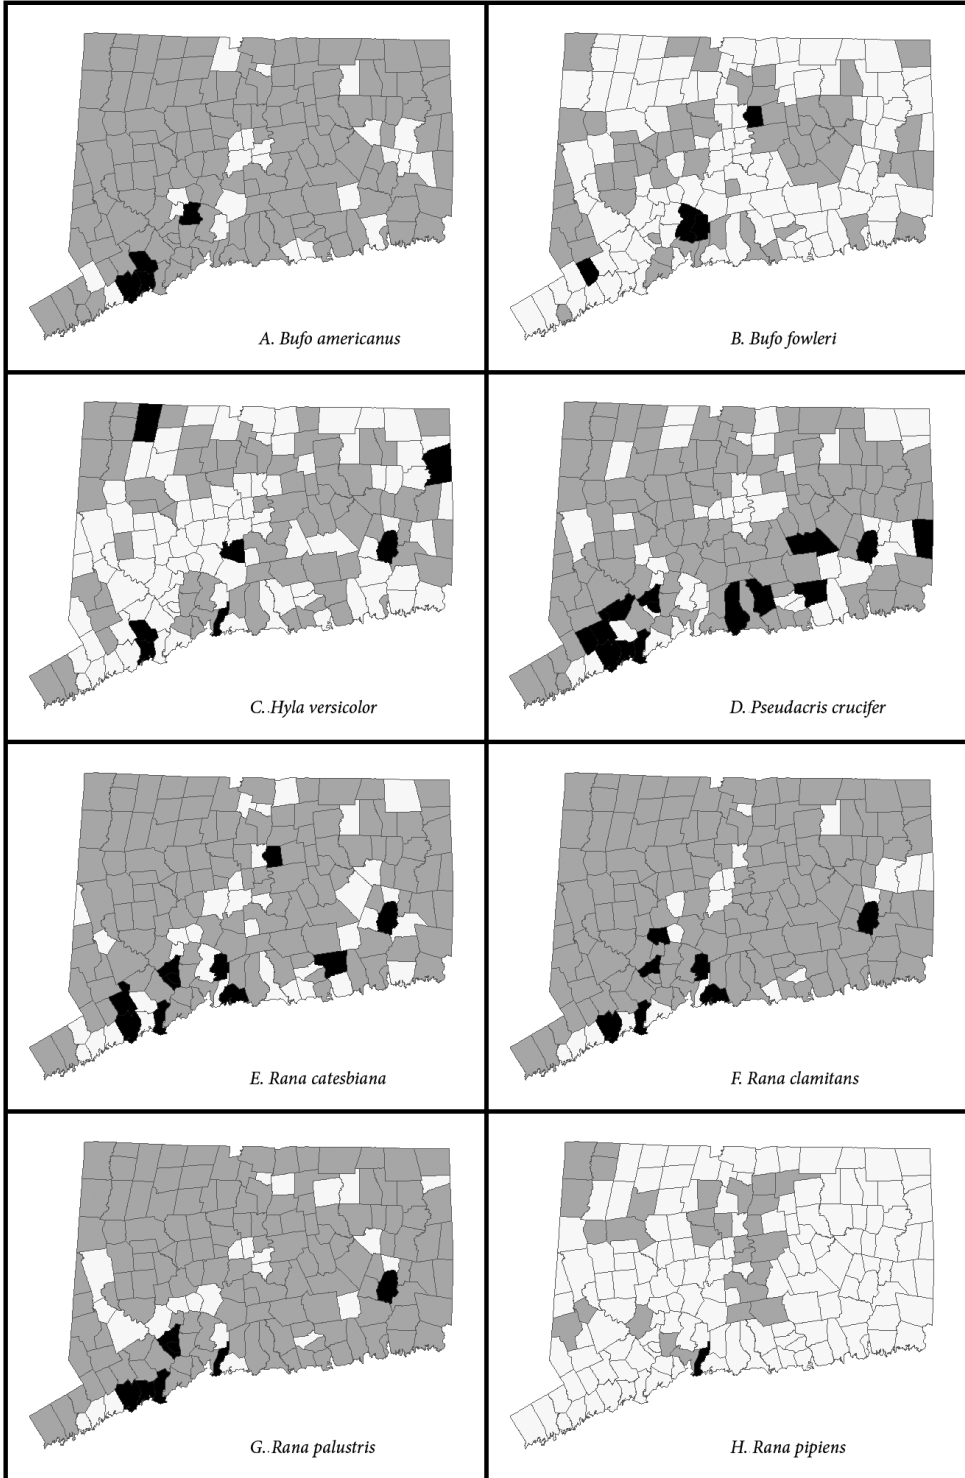 A. Bufo americanus
B. Bufo fowleri
C. .Hyla versicolor
D. Pseudacris crucifer
E. Rana catesbiana
F. Rana clamitans
G. .Rana palustris
H. Rana pipiens